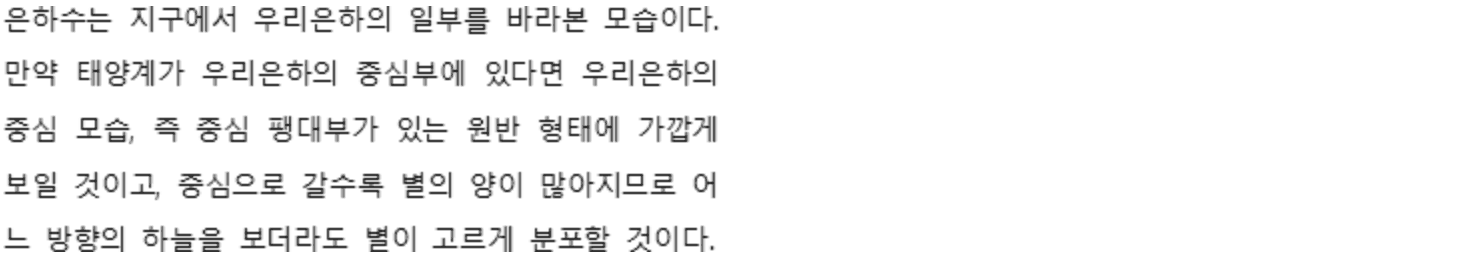 은하수는 지구에서 우리은하의 일부를 바라본 모습이다.
만약 태양계가 우리은하의 중심부에 있다면 우리은하의
중심 모습, 즉 중심 팽대부가 있는 원반 형태에 가깝게
보일 것이고, 중심으로 갈수록 별의 양이 많아지므로 어
느 방향의 하늘을 보더라도 별이 고르게 분포할 것이다.